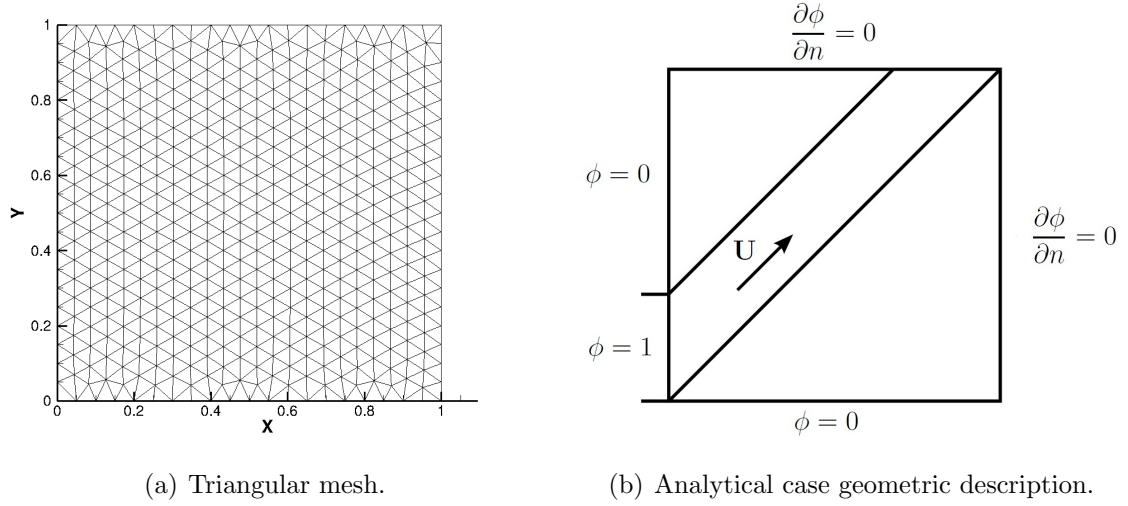 1
0.8
0.6
0.4
0.2
0
Y
0 0.2 0.4 0.6 0.8 1
X
(a) Triangular mesh.
∂ϕ/∂n = 0
ϕ = 0
U
∂ϕ/∂n = 0
ϕ = 1
ϕ = 0
(b) Analytical case geometric description.